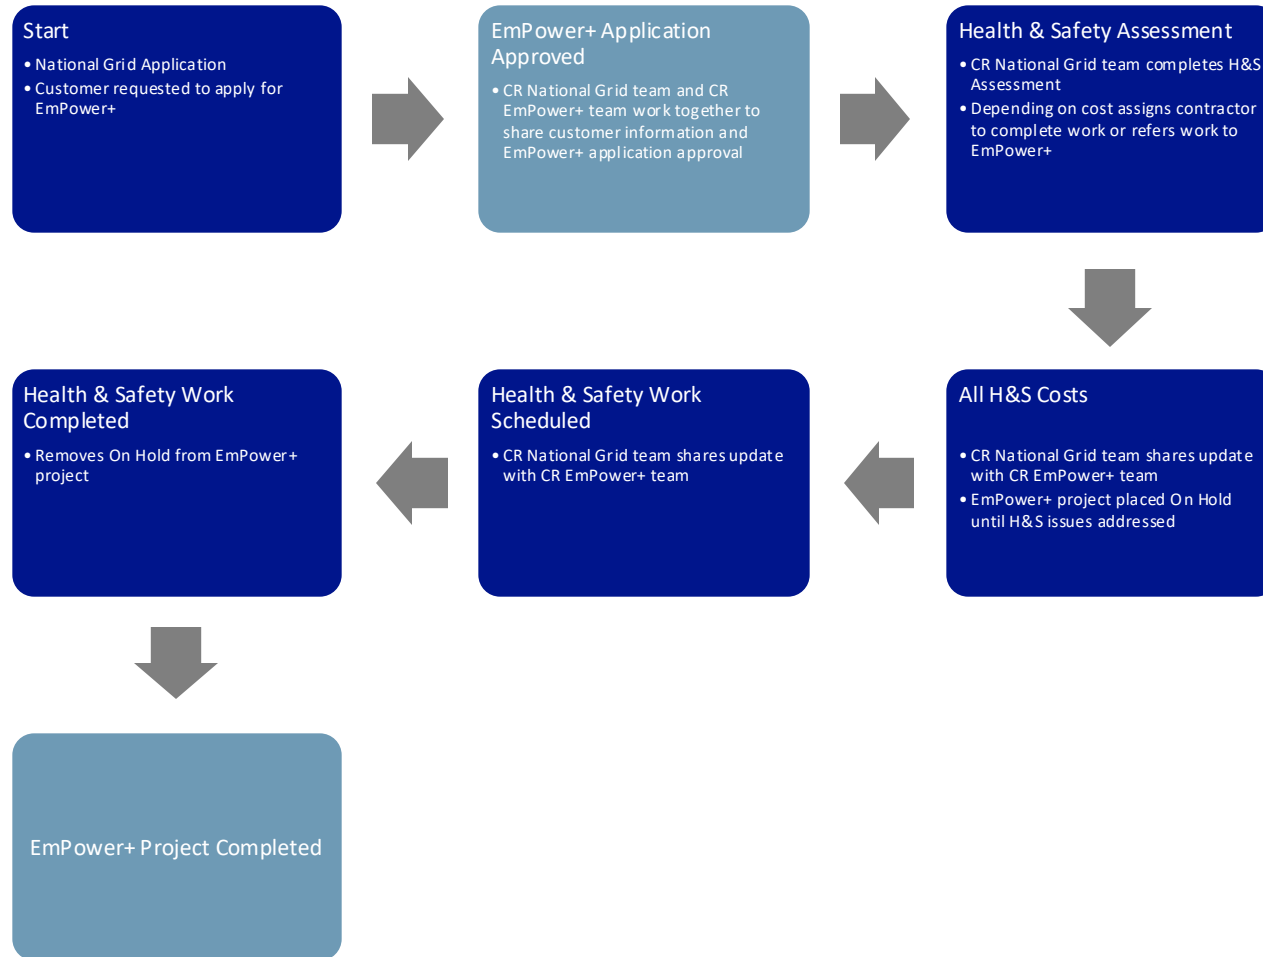 Start
• National Grid Application
• Customer requested to apply for
EmPower+
EmPower+ Application
Approved
• CR National Grid team and CR
EmPower+ team work together to
share customer information and
EmPower+ application approval
Health & Safety Assessment
• CR National Grid team completes H&S
Assessment
• Depending on cost assigns contractor
to complete work or refers work to
EmPower+
All H&S Costs
• CR National Grid team shares update
with CR EmPower+ team
• EmPower+ project placed On Hold
until H&S issues addressed
Health & Safety Work
Scheduled
• CR National Grid team shares update
with CR EmPower+ team
Health & Safety Work
Completed
• Removes On Hold from EmPower+
project
EmPower+ Project Completed